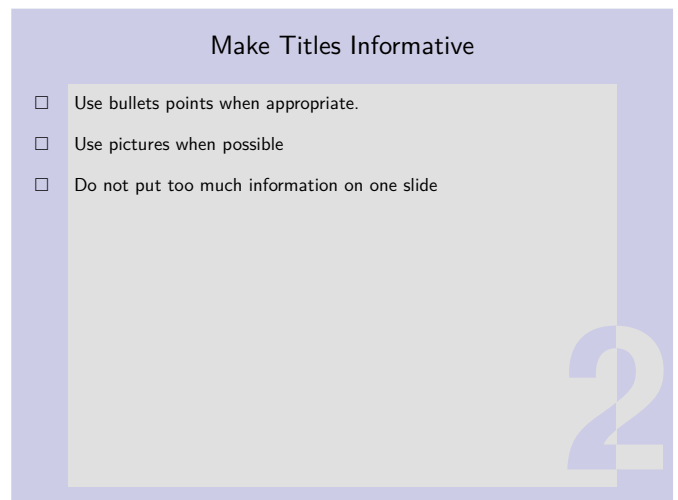 Make Titles Informative
Use bullets points when appropriate.
Use pictures when possible
Do not put too much information on one slide
2